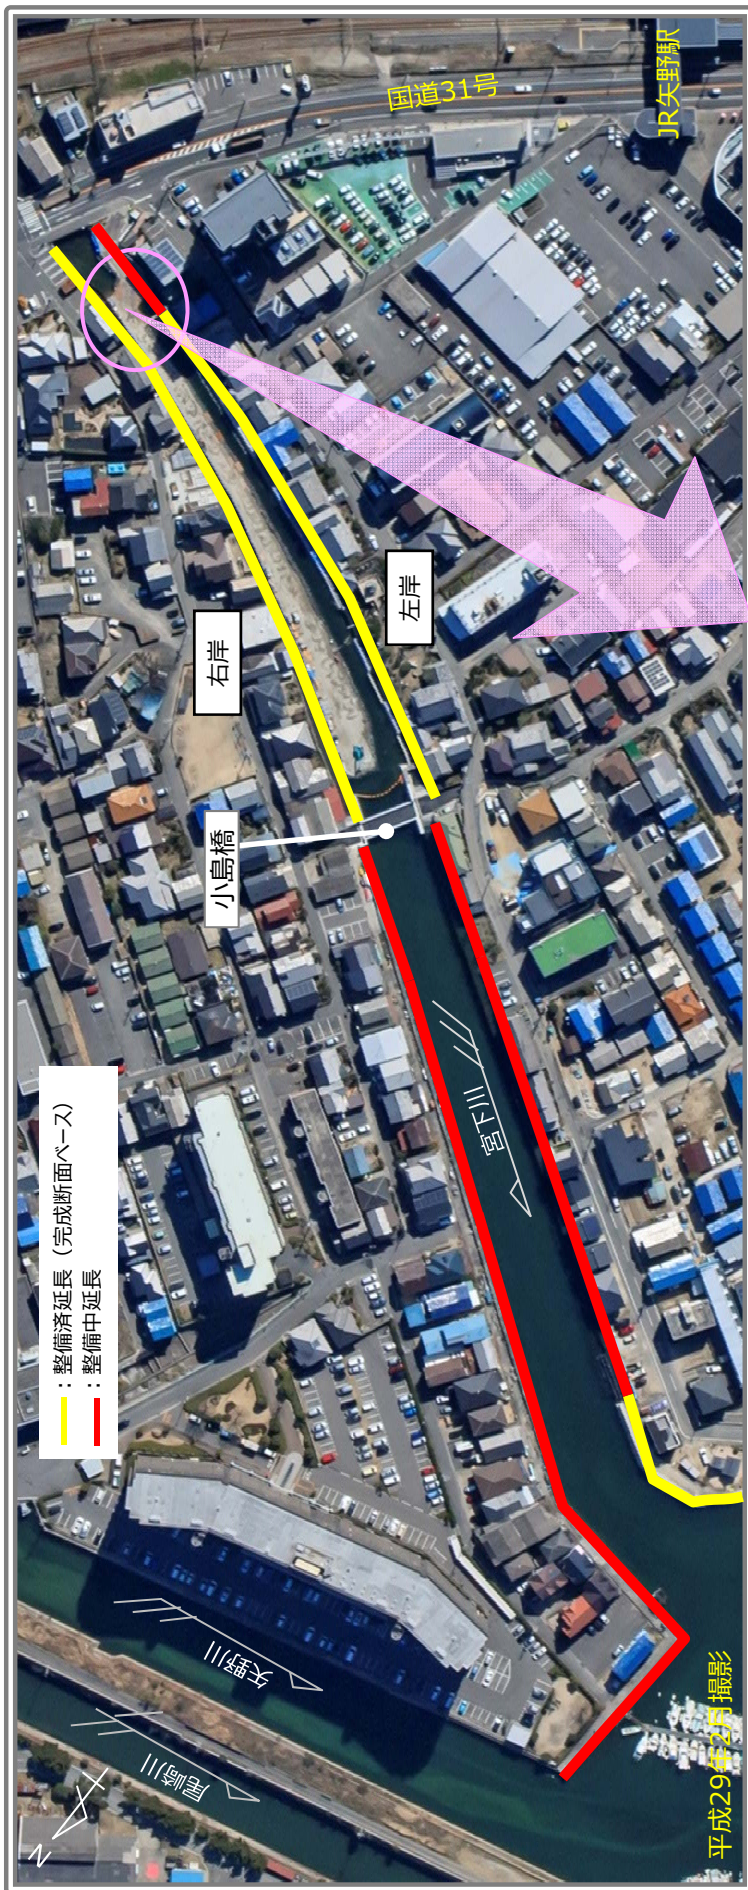 国道31号
JR矢野駅
左岸
右岸
小島橋
宮下川
：整備済延長（完成断面ベース）
：整備中延長
矢野川
尾崎川
N
平成29年2月撮影